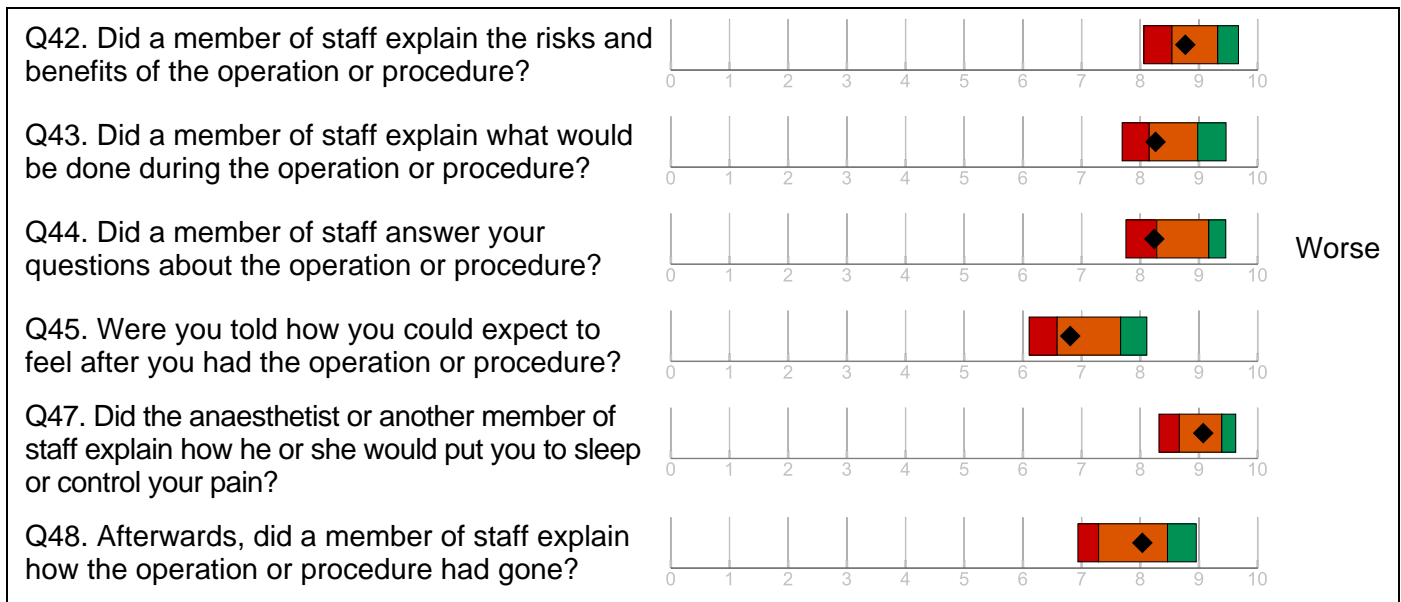 Q42. Did a member of staff explain the risks and
benefits of the operation or procedure?
0 1 2 3 4 5 6 7 8 9 10
Q43. Did a member of staff explain what would
be done during the operation or procedure?
0 1 2 3 4 5 6 7 8 9 10
Q44. Did a member of staff answer your
questions about the operation or procedure?
Worse
0 1 2 3 4 5 6 7 8 9 10
Q45. Were you told how you could expect to
feel after you had the operation or procedure?
0 1 2 3 4 5 6 7 8 9 10
Q47. Did the anaesthetist or another member of
staff explain how he or she would put you to sleep
or control your pain?
0 1 2 3 4 5 6 7 8 9 10
Q48. Afterwards, did a member of staff explain
how the operation or procedure had gone?
0 1 2 3 4 5 6 7 8 9 10